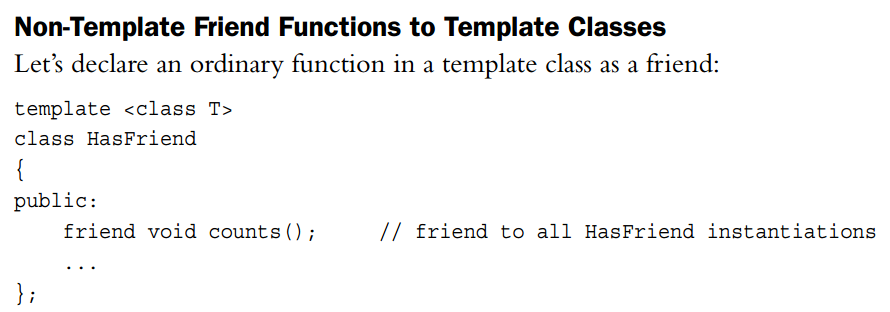 Non-Template Friend Functions to Template Classes
Let’s declare an ordinary function in a template class as a friend:
template <class T>
class HasFriend
{
public:
    friend void counts();     // friend to all HasFriend instantiations
    ...
};